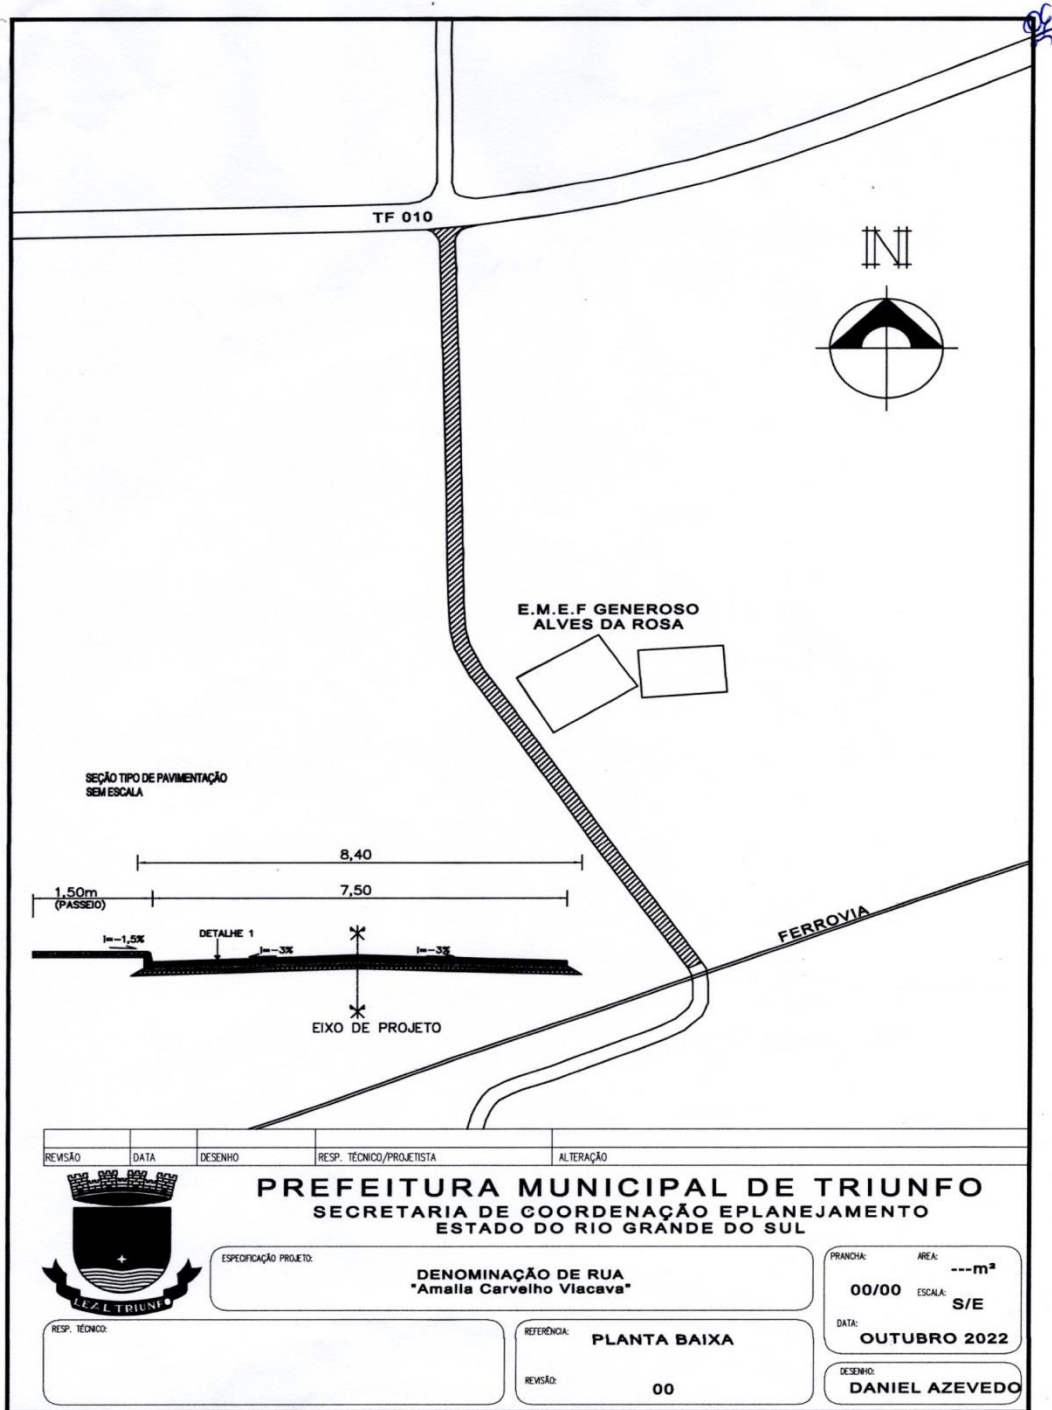 TF 010
N
E.M.E.F GENEROSO
ALVES DA ROSA
SEÇÃO TIPO DE PAVIMENTAÇÃO
SEM ESCALA
8,40
1,50m
(PASSEIO)
7,50
I=-1,5%
DETALHE 1
I=-3%
I=-3%
EIXO DE PROJETO
FERROVIA
REVISÃO
DATA
DESENHO
RESP. TÉCNICO/PROJETISTA
ALTERAÇÃO
PREFEITURA MUNICIPAL DE TRIUNFO
SECRETARIA DE COORDENAÇÃO EPLANEJAMENTO
ESTADO DO RIO GRANDE DO SUL
LEAL TRIUNFO
ESPECIFICAÇÃO PROJETO:
DENOMINAÇÃO DE RUA
"Amalia Carvelho Viacava"
PRANCHA:
00/00
AREA:
---m²
ESCALA:
S/E
DATA:
OUTUBRO 2022
RESP. TÉCNICO:
REFERÊNCIA:
PLANTA BAIXA
REVISÃO:
00
DESENHO:
DANIEL AZEVEDO